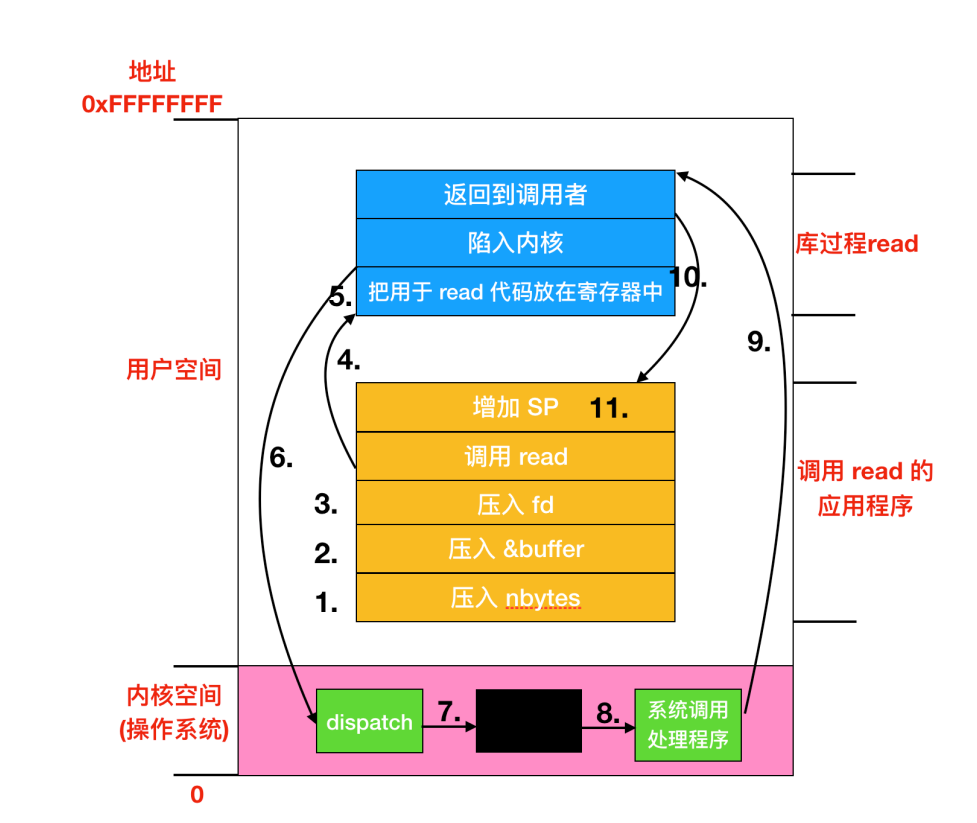 地址
0xFFFFFFFF
返回到调用者
陷入内核
库过程read
10.
5.
把用于 read 代码放在寄存器中
9.
4.
用户空间
增加 SP
11.
6.
调用 read
调用 read 的
应用程序
3.
压入 fd
2.
压入 &buffer
1.
压入 nbytes
内核空间
(操作系统)
dispatch
7.
8.
系统调用
处理程序
0